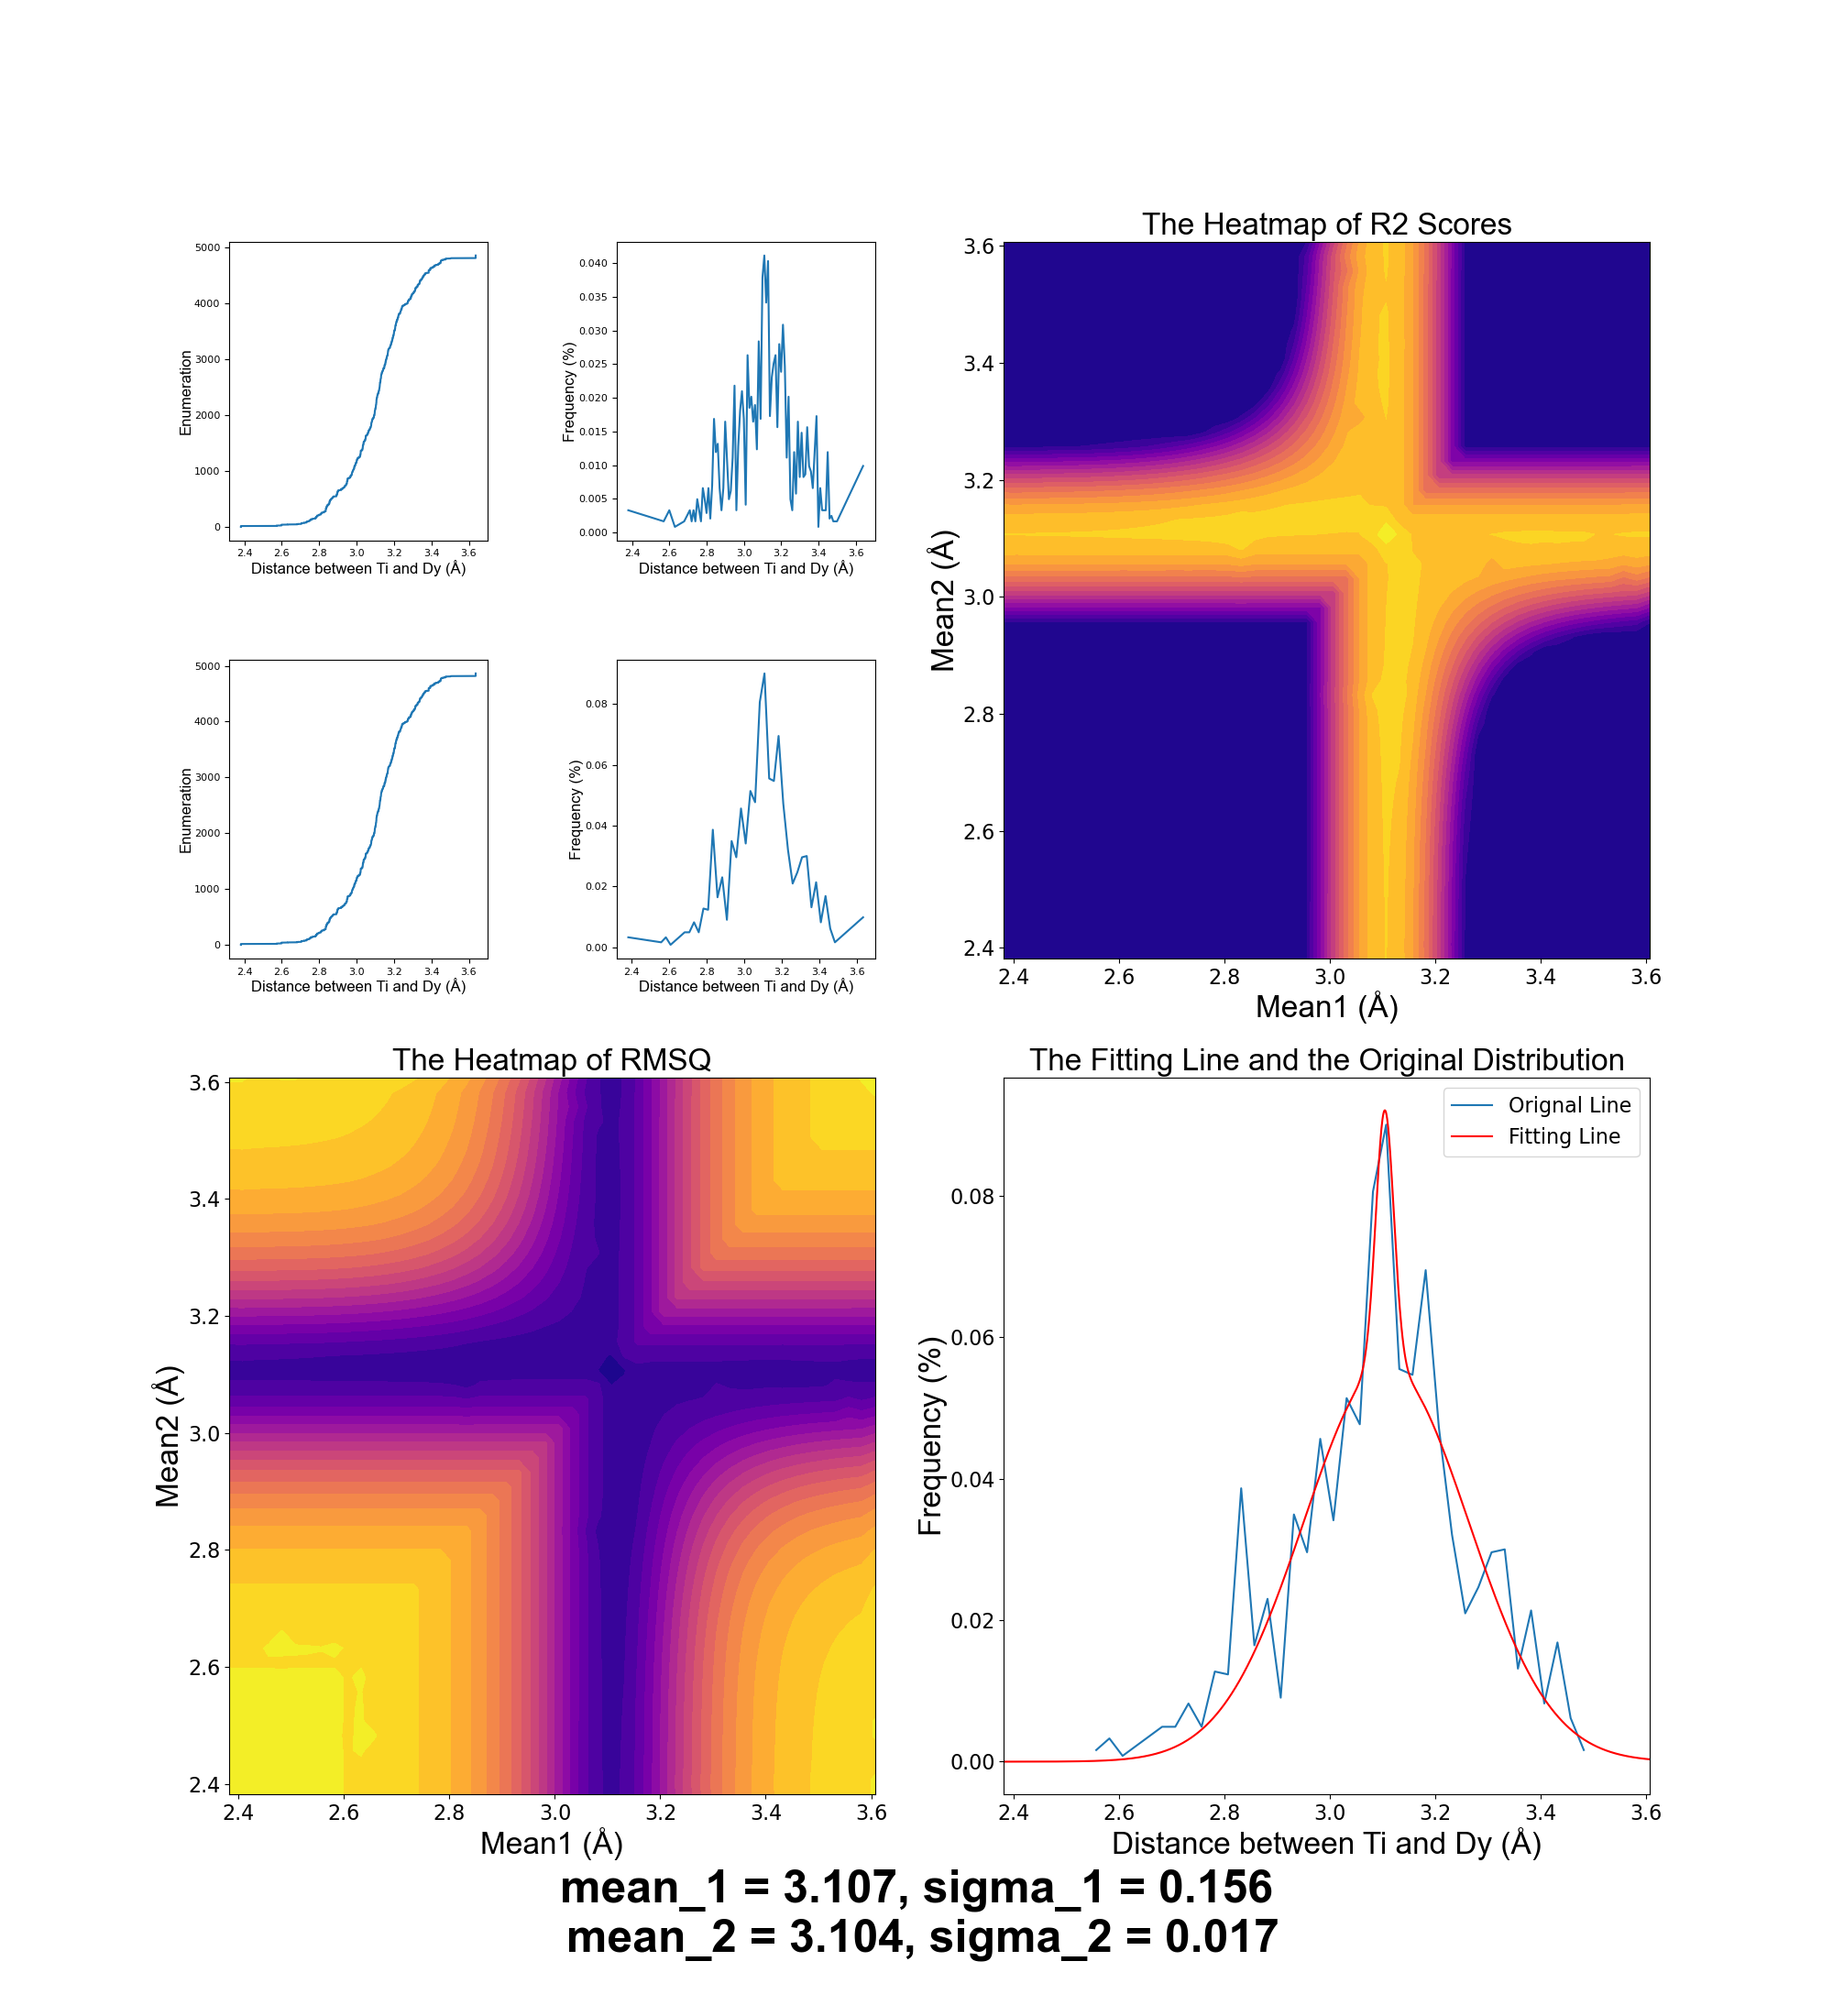 5000
4000
3000
2000
1000
0
Enumeration
2.4 2.6 2.8 3.0 3.2 3.4 3.6
Distance between Ti and Dy (Å)
0.040
0.035
0.030
0.025
0.020
0.015
0.010
0.005
0.000
Frequency (%)
2.4 2.6 2.8 3.0 3.2 3.4 3.6
Distance between Ti and Dy (Å)
5000
4000
3000
2000
1000
0
Enumeration
2.4 2.6 2.8 3.0 3.2 3.4 3.6
Distance between Ti and Dy (Å)
0.08
0.06
0.04
0.02
0.00
Frequency (%)
2.4 2.6 2.8 3.0 3.2 3.4 3.6
Distance between Ti and Dy (Å)
The Heatmap of R2 Scores
3.6
3.4
3.2
3.0
2.8
2.6
2.4
Mean2 (Å)
2.4 2.6 2.8 3.0 3.2 3.4 3.6
Mean1 (Å)
The Heatmap of RMSQ
3.6
3.4
3.2
3.0
2.8
2.6
2.4
Mean2 (Å)
2.4 2.6 2.8 3.0 3.2 3.4 3.6
Mean1 (Å)
The Fitting Line and the Original Distribution
Orignal Line
Fitting Line
0.08
0.06
0.04
0.02
0.00
Frequency (%)
2.4 2.6 2.8 3.0 3.2 3.4 3.6
Distance between Ti and Dy (Å)
mean_1 = 3.107, sigma_1 = 0.156
mean_2 = 3.104, sigma_2 = 0.017